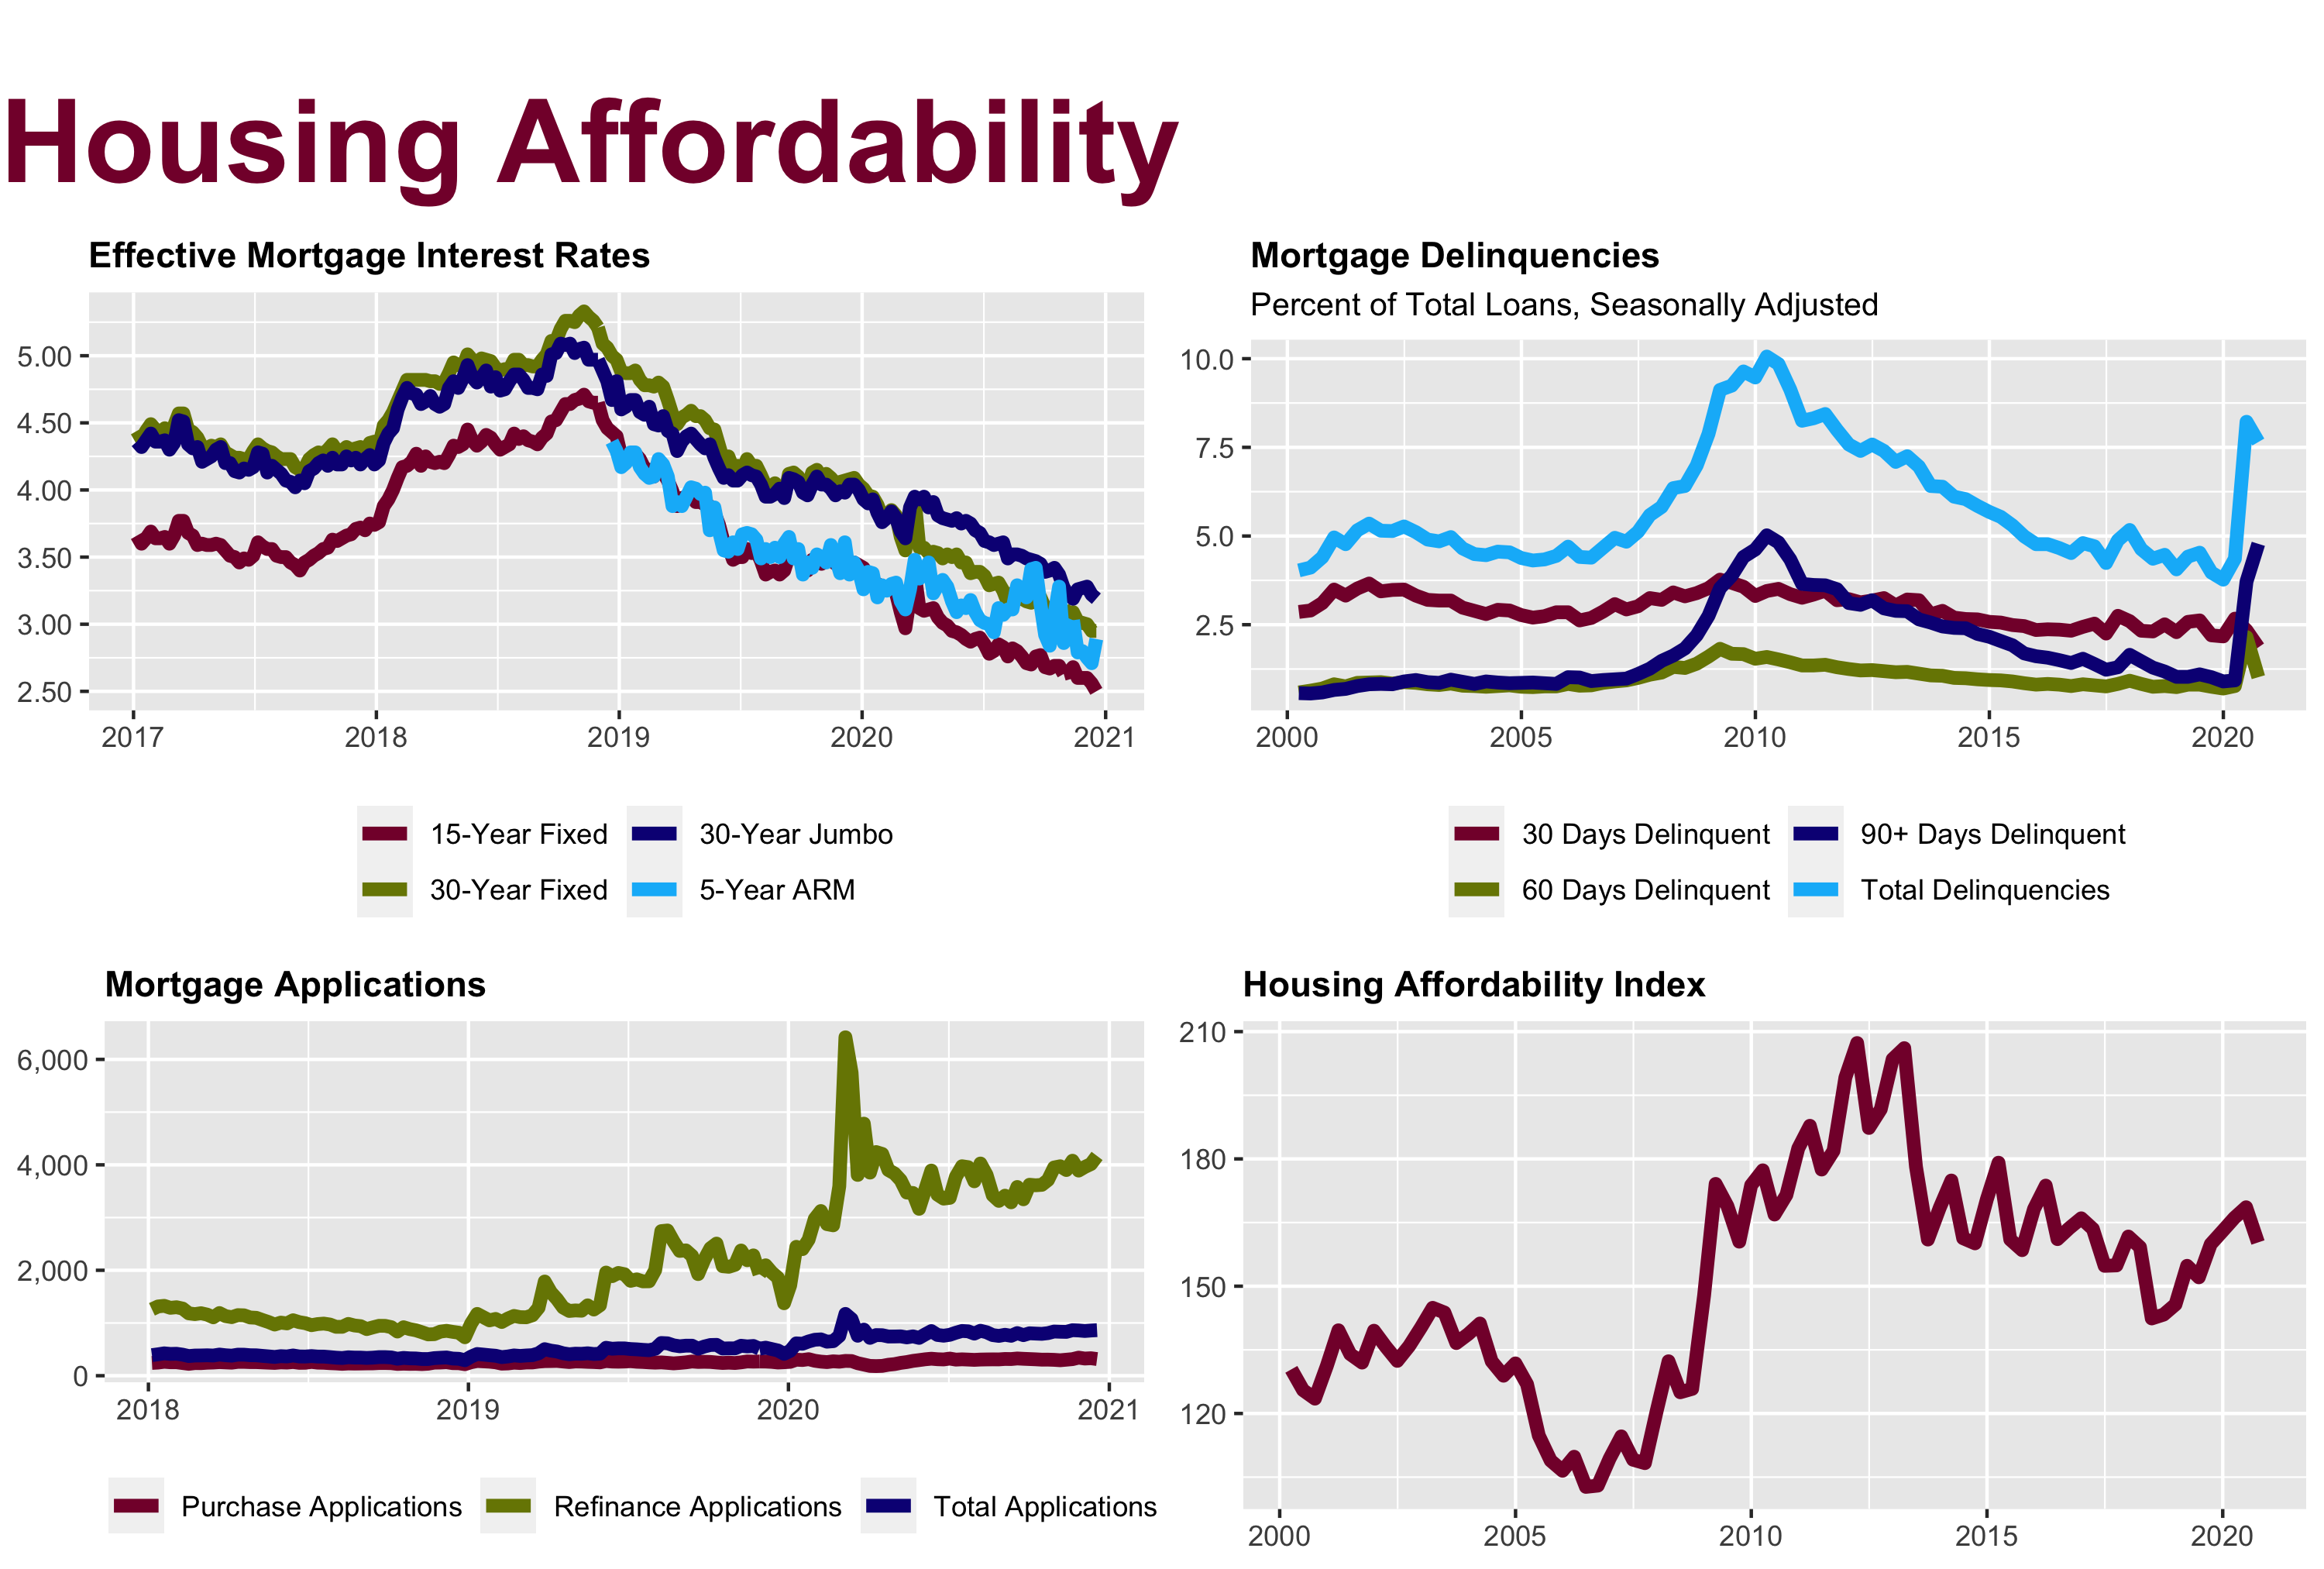 Housing Affordability
Effective Mortgage Interest Rates
5.00
4.50
4.00
3.50
3.00
2.50
2017 2018 2019 2020 2021
15-Year Fixed 30-Year Jumbo
30-Year Fixed 5-Year ARM
Mortgage Delinquencies
Percent of Total Loans, Seasonally Adjusted
10.0
7.5
5.0
2.5
2000 2005 2010 2015 2020
30 Days Delinquent 90+ Days Delinquent
60 Days Delinquent Total Delinquencies
Mortgage Applications
6,000
4,000
2,000
0
2018 2019 2020 2021
Purchase Applications Refinance Applications Total Applications
Housing Affordability Index
210
180
150
120
2000 2005 2010 2015 2020